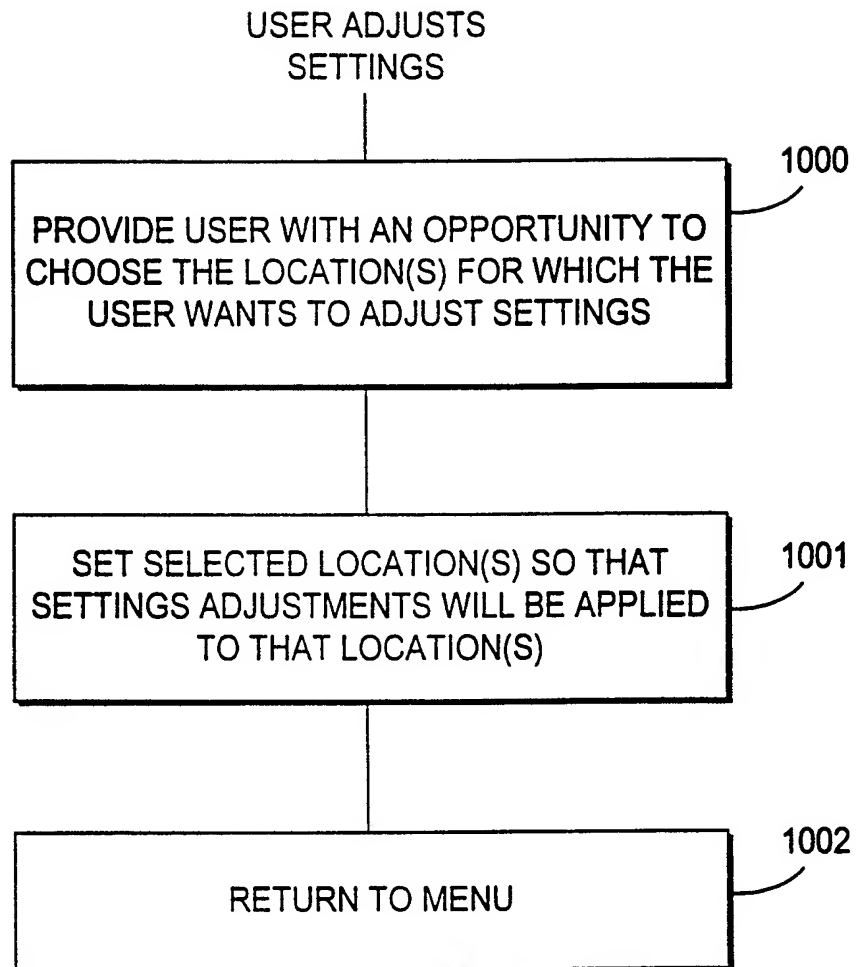 USER ADJUSTS
SETTINGS
1000
PROVIDE USER WITH AN OPPORTUNITY TO
CHOOSE THE LOCATION(S) FOR WHICH THE
USER WANTS TO ADJUST SETTINGS
1001
SET SELECTED LOCATION(S) SO THAT
SETTINGS ADJUSTMENTS WILL BE APPLIED
TO THAT LOCATION(S)
1002
RETURN TO MENU